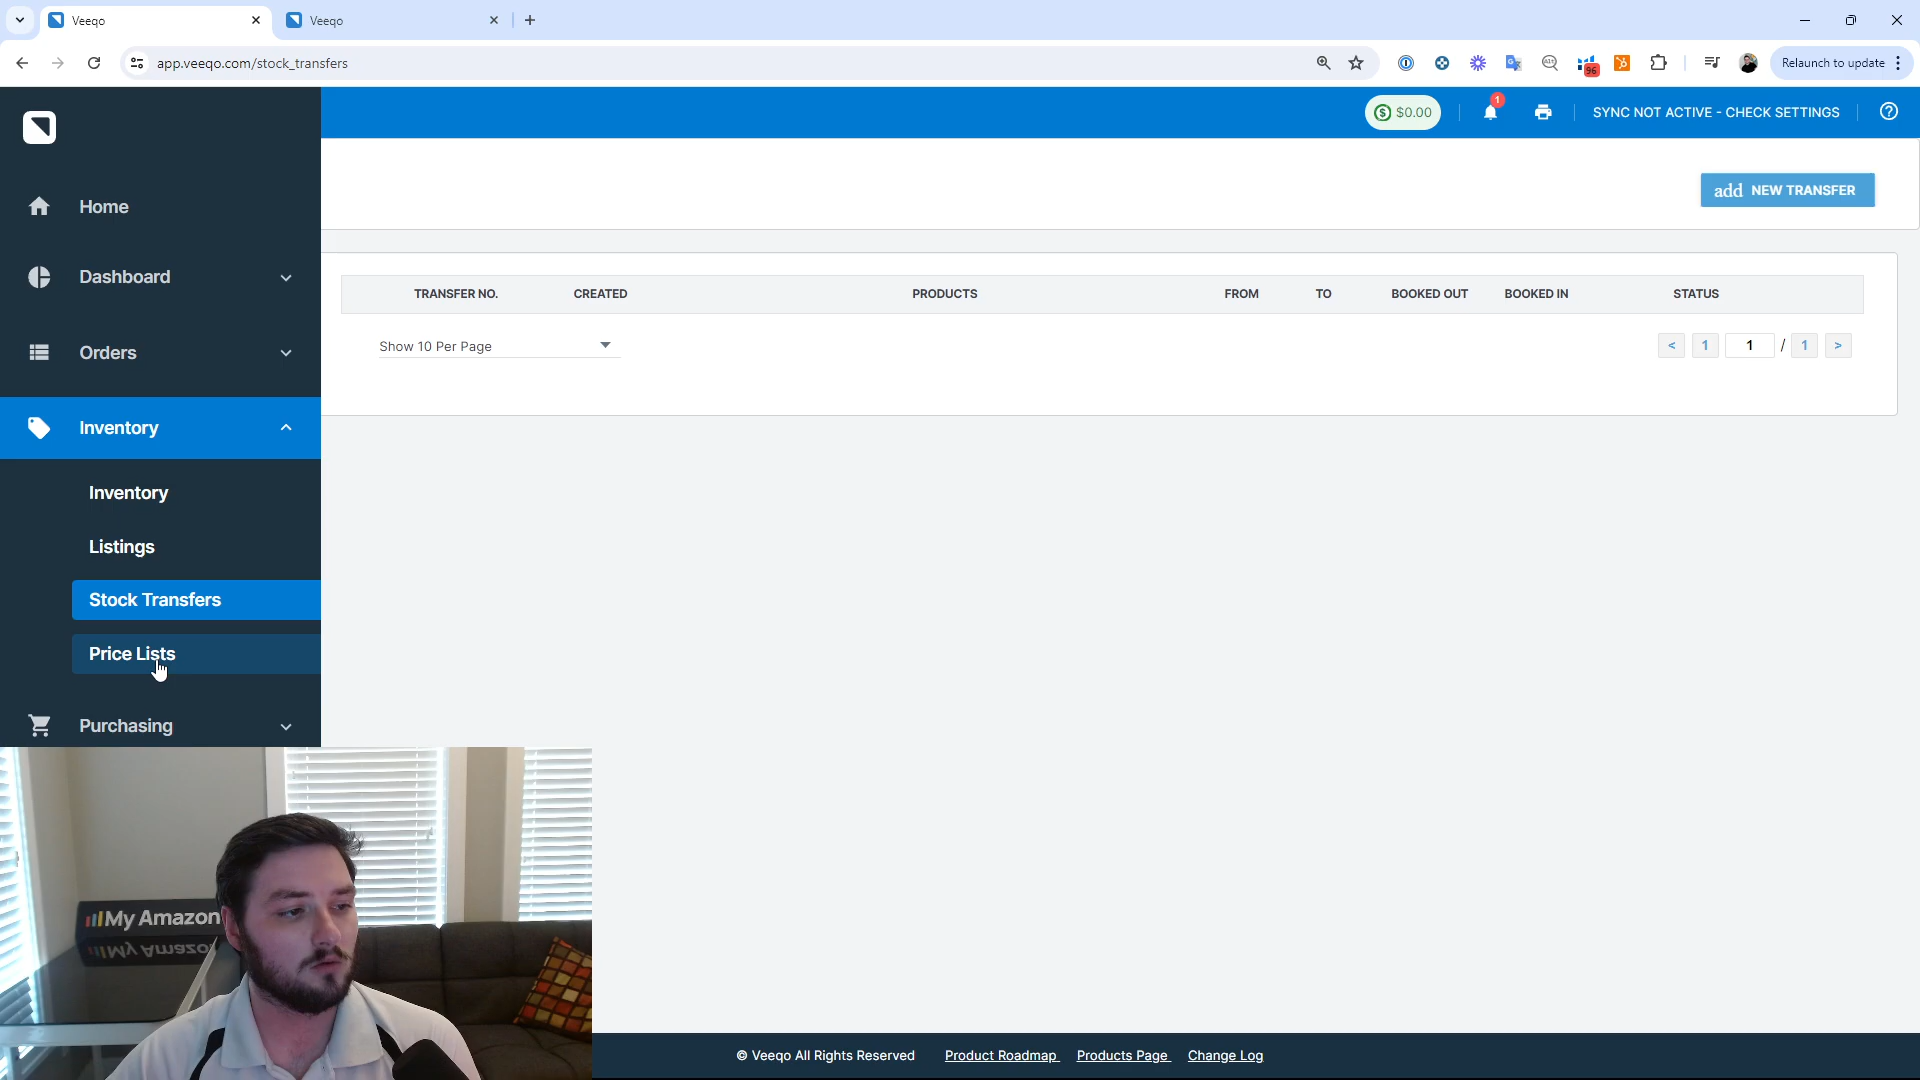 Veeqo
Veeqo
app.veeqo.com/stock_transfers
96
Relaunch to update
$0.00
1
SYNC NOT ACTIVE - CHECK SETTINGS
Home
add NEW TRANSFER
Dashboard
TRANSFER NO. CREATED PRODUCTS FROM TO BOOKED OUT BOOKED IN STATUS
Show 10 Per Page
< 1 1 / 1 >
Orders
Inventory
Inventory
Listings
Stock Transfers
Price Lists
Purchasing
My Amazon
© Veeqo All Rights Reserved Product Roadmap Products Page Change Log